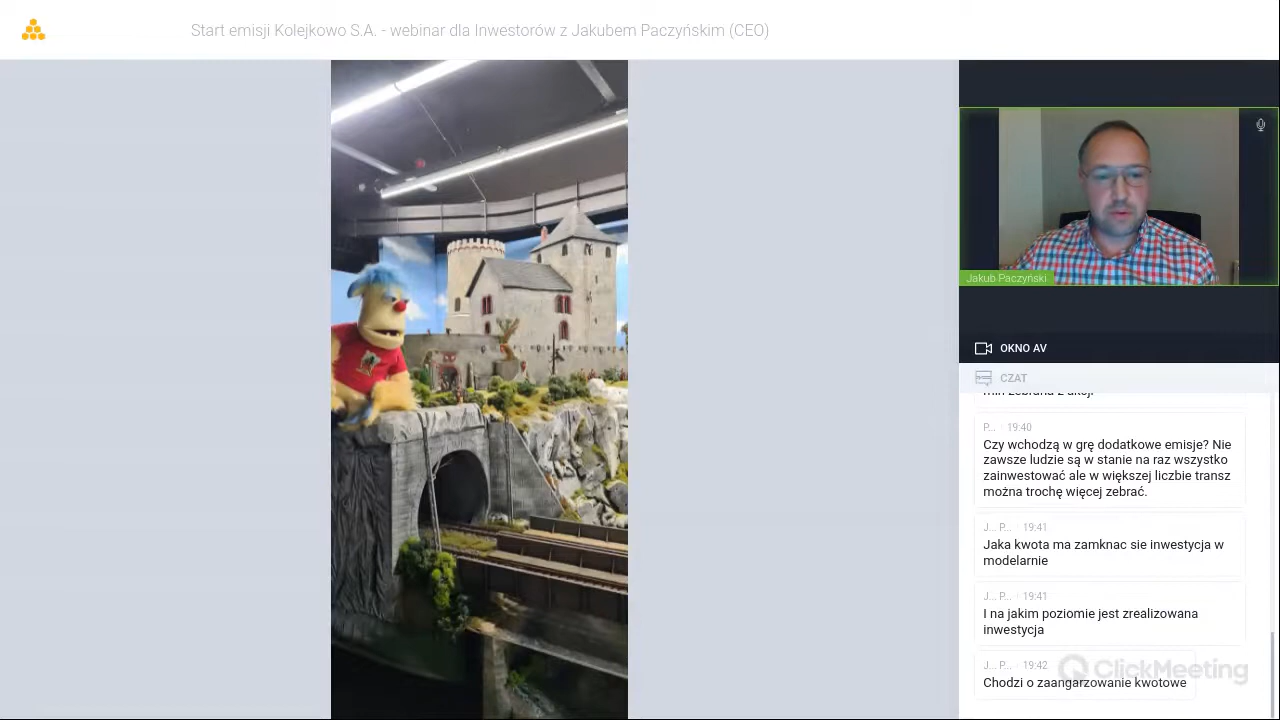 Start emisji Kolejkowo S.A. - webinar dla Inwestorów z Jakubem Paczyńskim (CEO)
Jakub Paczyński
OKNO AV
CZAT
P... 19:40
Czy wchodzą w grę dodatkowe emisje? Nie
zawsze ludzie są w stanie na raz wszystko
zainwestować ale w większej liczbie transz
można trochę więcej zebrać.
J... P... 19:41
Jaka kwota ma zamknac sie inwestycja w
modelarnie
J... P... 19:41
I na jakim poziomie jest zrealizowana
inwestycja
J... P... 19:42
Chodzi o zaangarzowanie kwotowe
ClickMeeting